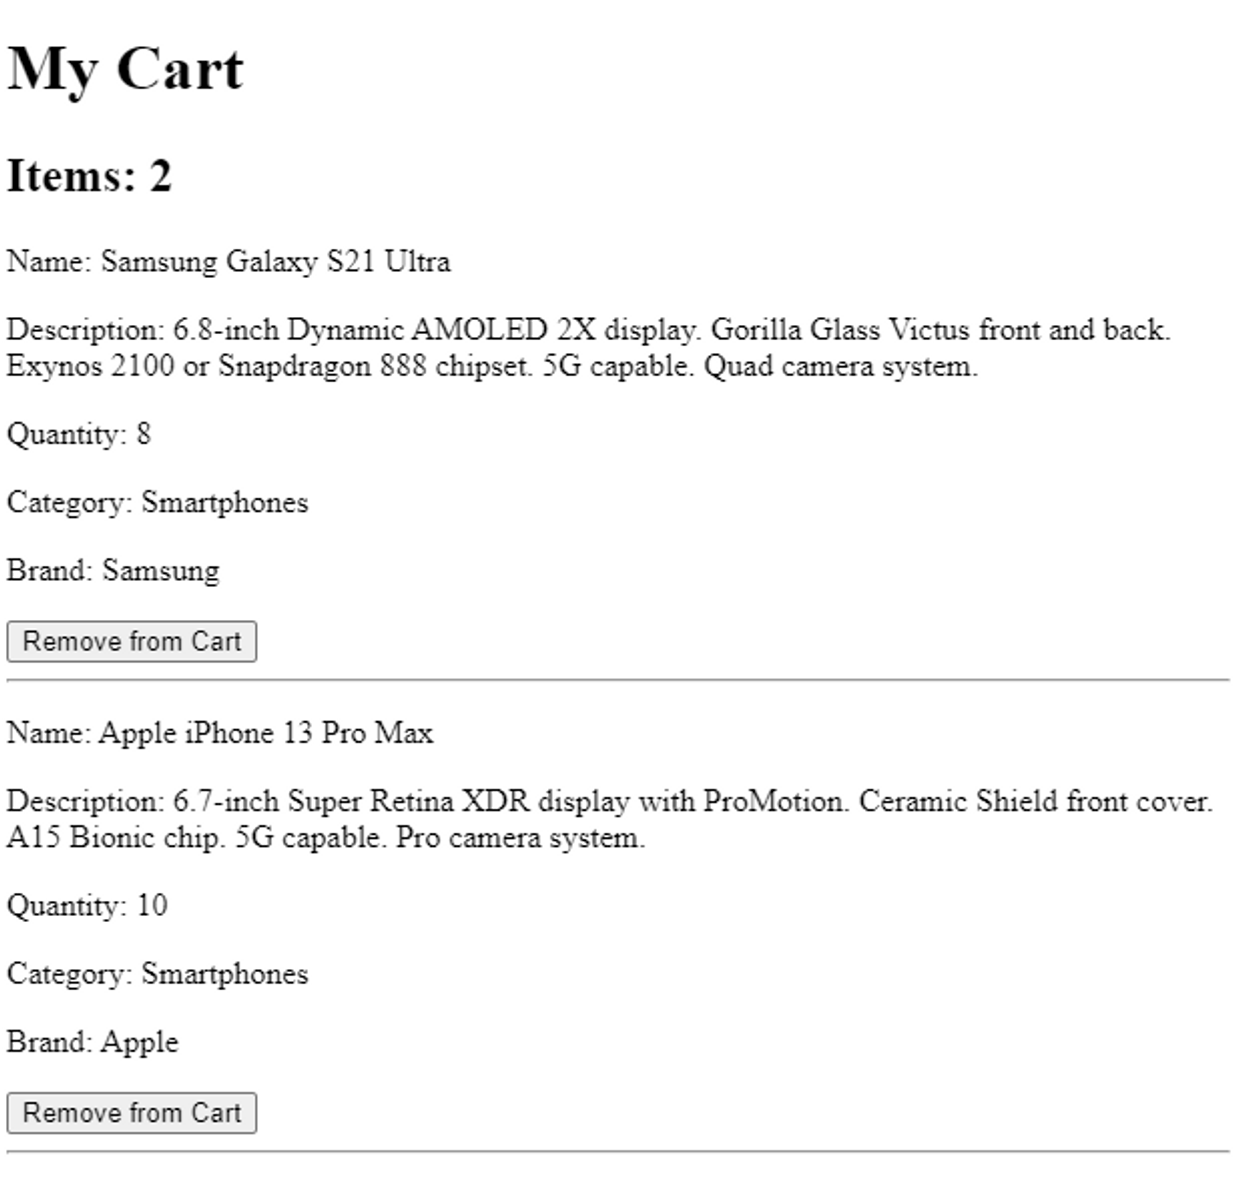 My Cart
Items: 2
Name: Samsung Galaxy S21 Ultra
Description: 6.8-inch Dynamic AMOLED 2X display. Gorilla Glass Victus front and back.
Exynos 2100 or Snapdragon 888 chipset. 5G capable. Quad camera system.
Quantity: 8
Category: Smartphones
Brand: Samsung
Remove from Cart
Name: Apple iPhone 13 Pro Max
Description: 6.7-inch Super Retina XDR display with ProMotion. Ceramic Shield front cover.
A15 Bionic chip. 5G capable. Pro camera system.
Quantity: 10
Category: Smartphones
Brand: Apple
Remove from Cart